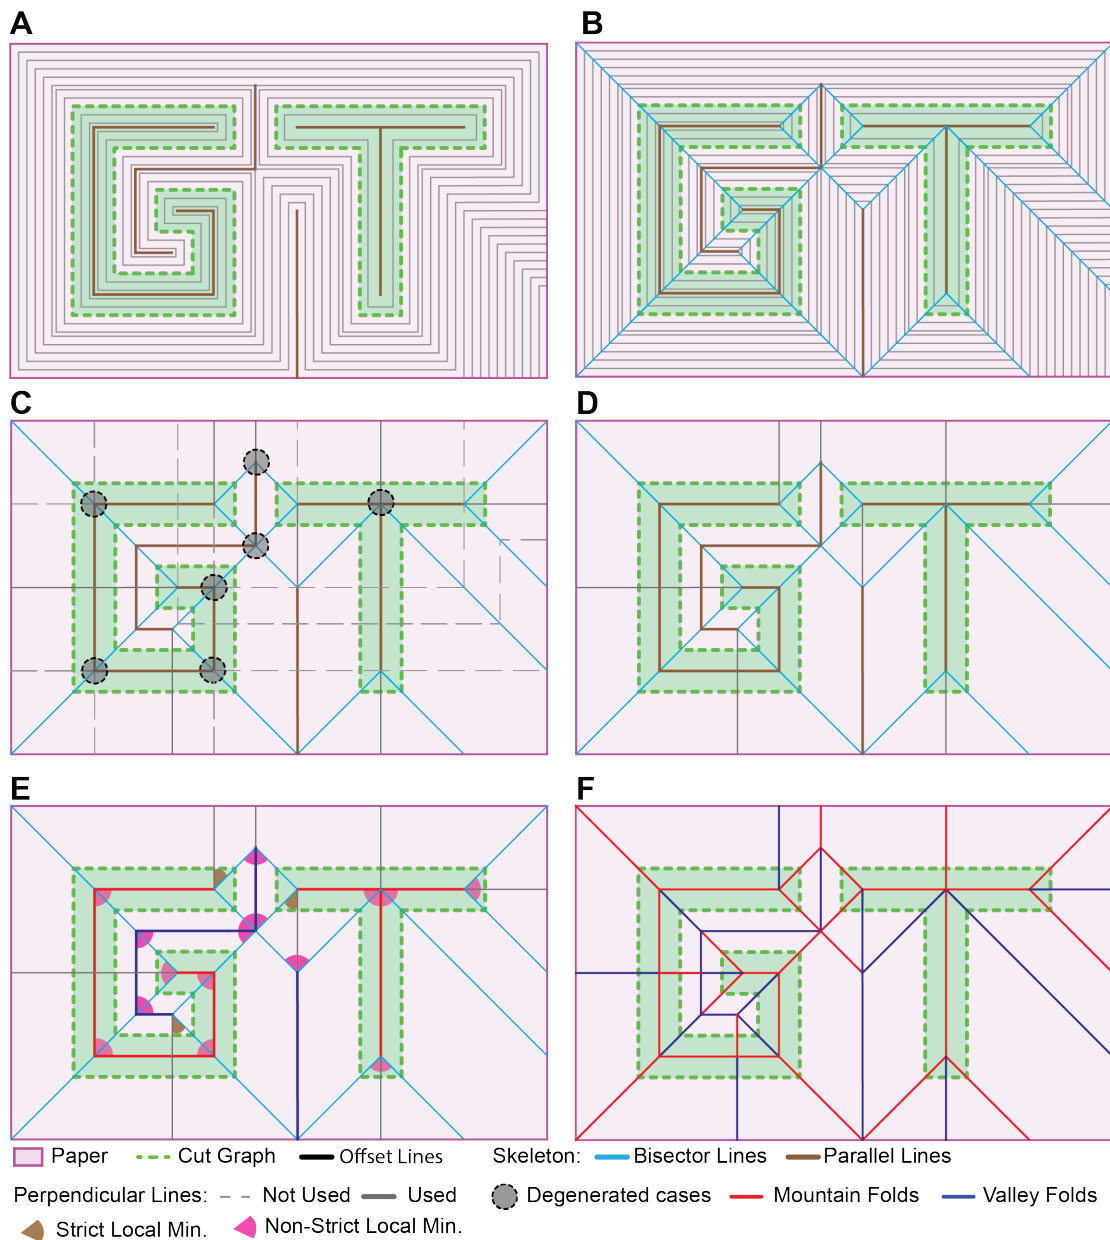 A
B
C
D
E
F
Paper
Cut Graph
Offset Lines
Skeleton:
Bisector Lines
Parallel Lines
Perpendicular Lines:
Not Used
Used
Degenerated cases
Mountain Folds
Valley Folds
Strict Local Min.
Non-Strict Local Min.